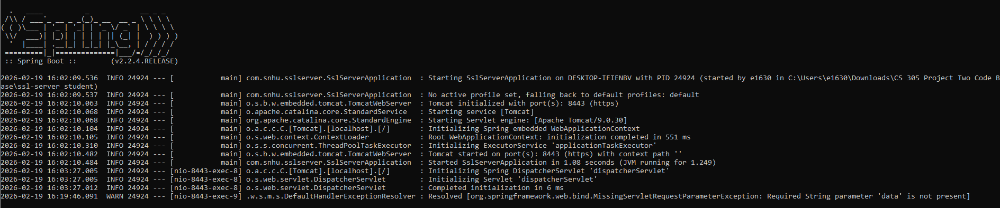 .   ____          _            __ _ _
 /\\ / ___'_ __ _ _(_)_ __  __ _ \ \ \ \
( ( )\___ | '_ | '_| | '_ \/ _` | \ \ \ \
 \\/  ___)| |_)| | | | | || (_| |  ) ) ) )
  '  |____| .__|_| |_|_| |_\__, | / / / /
 =========|_|==============|___/=/_/_/_/
 :: Spring Boot ::        (v2.2.4.RELEASE)
2026-02-19 16:02:09.536  INFO 24924 --- [           main] com.snhu.sslserver.SslServerApplication  : Starting SslServerApplication on DESKTOP-IFIENBV with PID 24924 (started by e1630 in C:\Users\e1630\Downloads\CS 305 Project Two Code B
ase\ssl-server_student)
2026-02-19 16:02:09.537  INFO 24924 --- [           main] com.snhu.sslserver.SslServerApplication  : No active profile set, falling back to default profiles: default
2026-02-19 16:02:10.063  INFO 24924 --- [           main] o.s.b.w.embedded.tomcat.TomcatWebServer  : Tomcat initialized with port(s): 8443 (https)
2026-02-19 16:02:10.068  INFO 24924 --- [           main] o.apache.catalina.core.StandardService   : Starting service [Tomcat]
2026-02-19 16:02:10.068  INFO 24924 --- [           main] org.apache.catalina.core.StandardEngine  : Starting Servlet engine: [Apache Tomcat/9.0.30]
2026-02-19 16:02:10.104  INFO 24924 --- [           main] o.a.c.c.C.[Tomcat].[localhost].[/]       : Initializing Spring embedded WebApplicationContext
2026-02-19 16:02:10.105  INFO 24924 --- [           main] o.s.web.context.ContextLoader            : Root WebApplicationContext: initialization completed in 551 ms
2026-02-19 16:02:10.310  INFO 24924 --- [           main] o.s.s.concurrent.ThreadPoolTaskExecutor  : Initializing ExecutorService 'applicationTaskExecutor'
2026-02-19 16:02:10.482  INFO 24924 --- [           main] o.s.b.w.embedded.tomcat.TomcatWebServer  : Tomcat started on port(s): 8443 (https) with context path ''
2026-02-19 16:02:10.484  INFO 24924 --- [           main] com.snhu.sslserver.SslServerApplication  : Started SslServerApplication in 1.08 seconds (JVM running for 1.249)
2026-02-19 16:03:27.005  INFO 24924 --- [nio-8443-exec-8] o.a.c.c.C.[Tomcat].[localhost].[/]       : Initializing Spring DispatcherServlet 'dispatcherServlet'
2026-02-19 16:03:27.005  INFO 24924 --- [nio-8443-exec-8] o.s.web.servlet.DispatcherServlet        : Initializing Servlet 'dispatcherServlet'
2026-02-19 16:03:27.012  INFO 24924 --- [nio-8443-exec-8] o.s.web.servlet.DispatcherServlet        : Completed initialization in 6 ms
2026-02-19 16:19:46.091  WARN 24924 --- [nio-8443-exec-9] .w.s.m.s.DefaultHandlerExceptionResolver : Resolved [org.springframework.web.bind.MissingServletRequestParameterException: Required String parameter 'data' is not present]